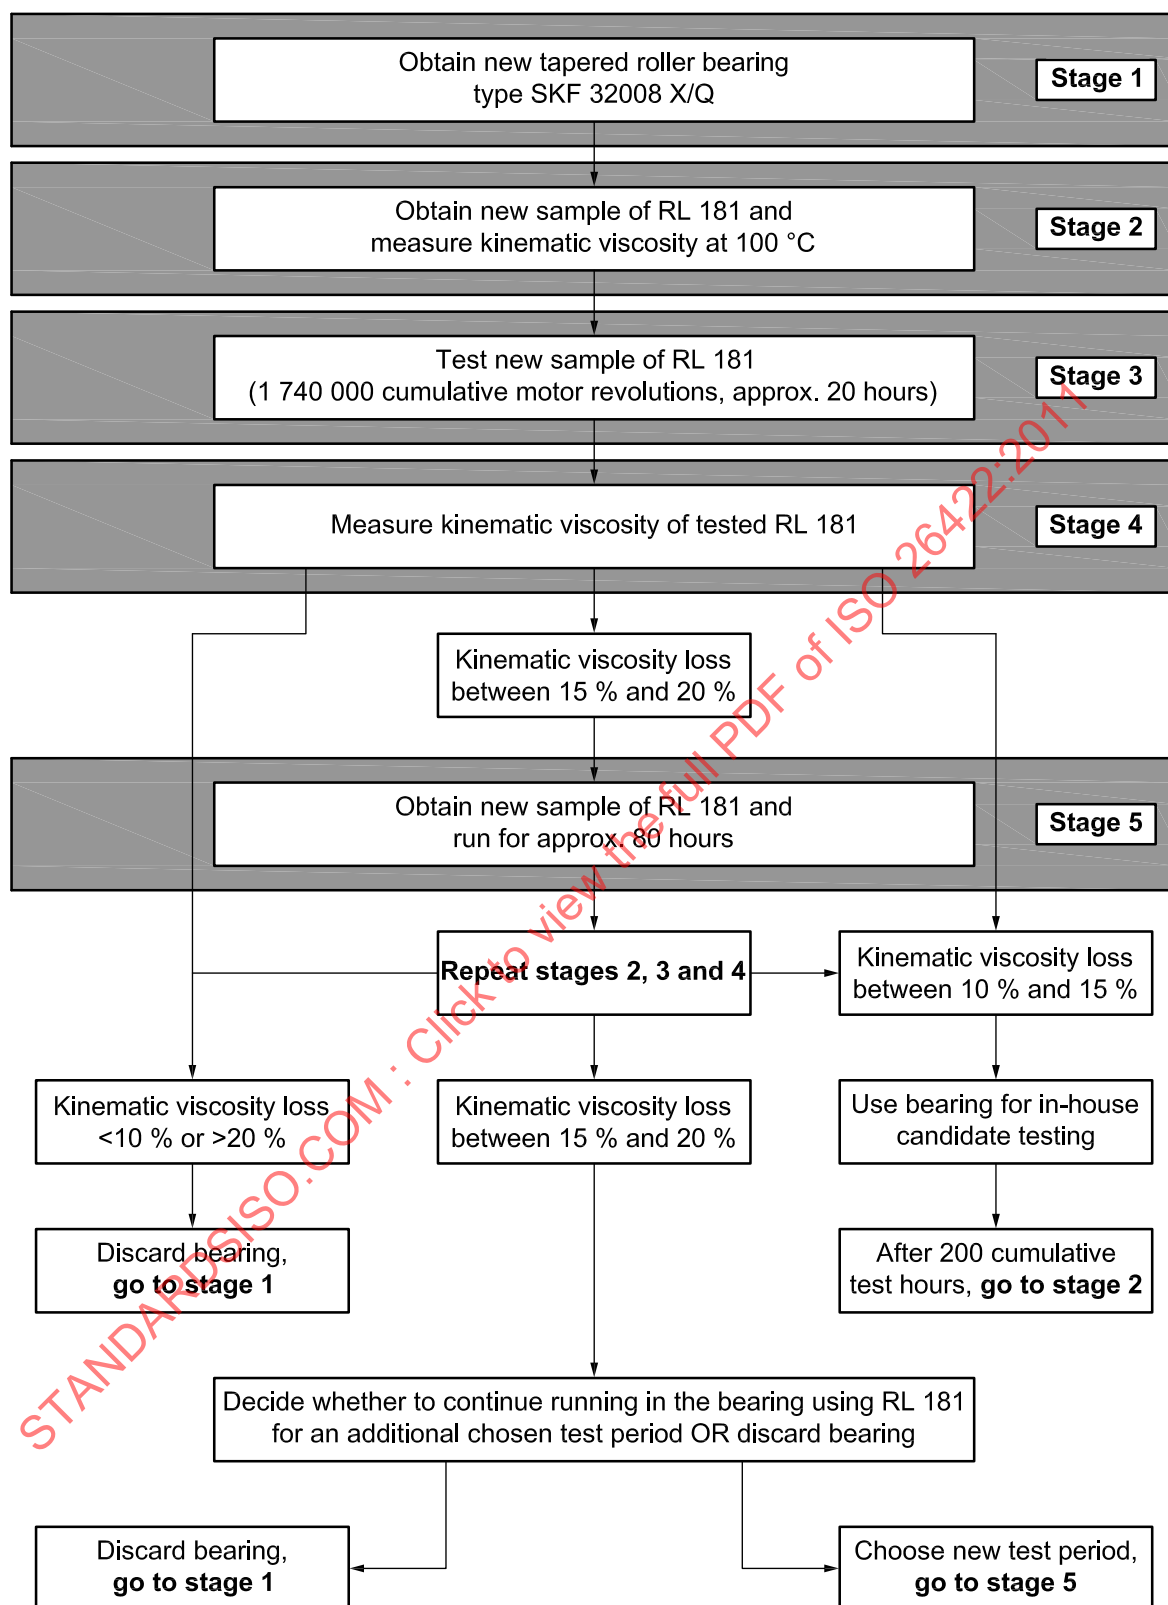 Obtain new tapered roller bearing
type SKF 32008 X/Q
Stage 1
Obtain new sample of RL 181 and
measure kinematic viscosity at 100 °C
Stage 2
Test new sample of RL 181
(1 740 000 cumulative motor revolutions, approx. 20 hours)
Stage 3
Measure kinematic viscosity of tested RL 181
Stage 4
Kinematic viscosity loss
between 15 % and 20 %
Obtain new sample of RL 181 and
run for approx. 80 hours
Stage 5
Repeat stages 2, 3 and 4
Kinematic viscosity loss
between 10 % and 15 %
Kinematic viscosity loss
<10 % or >20 %
Kinematic viscosity loss
between 15 % and 20 %
Use bearing for in-house
candidate testing
Discard bearing,
go to stage 1
After 200 cumulative
test hours, go to stage 2
Decide whether to continue running in the bearing using RL 181
for an additional chosen test period OR discard bearing
Discard bearing,
go to stage 1
Choose new test period,
go to stage 5
STANDARDSISO.COM : Click to view the full PDF of ISO 26422:2011